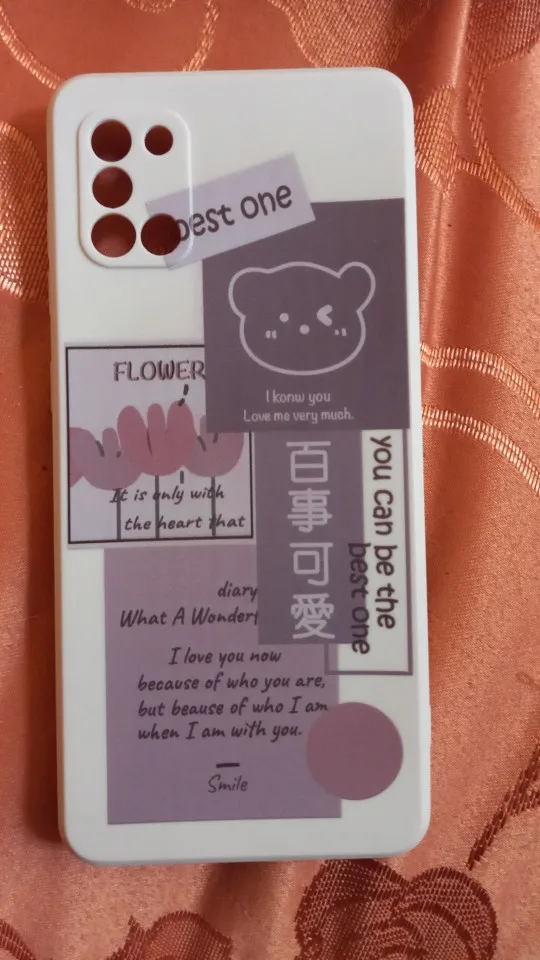 best one
I konw you
Love me very much.
FLOWER
It is only with
the heart that
百事可愛
you can be the
best one
diary
What A Wonderf
I love you now
because of who you are,
but beause of who I am
when I am with you.
Smile